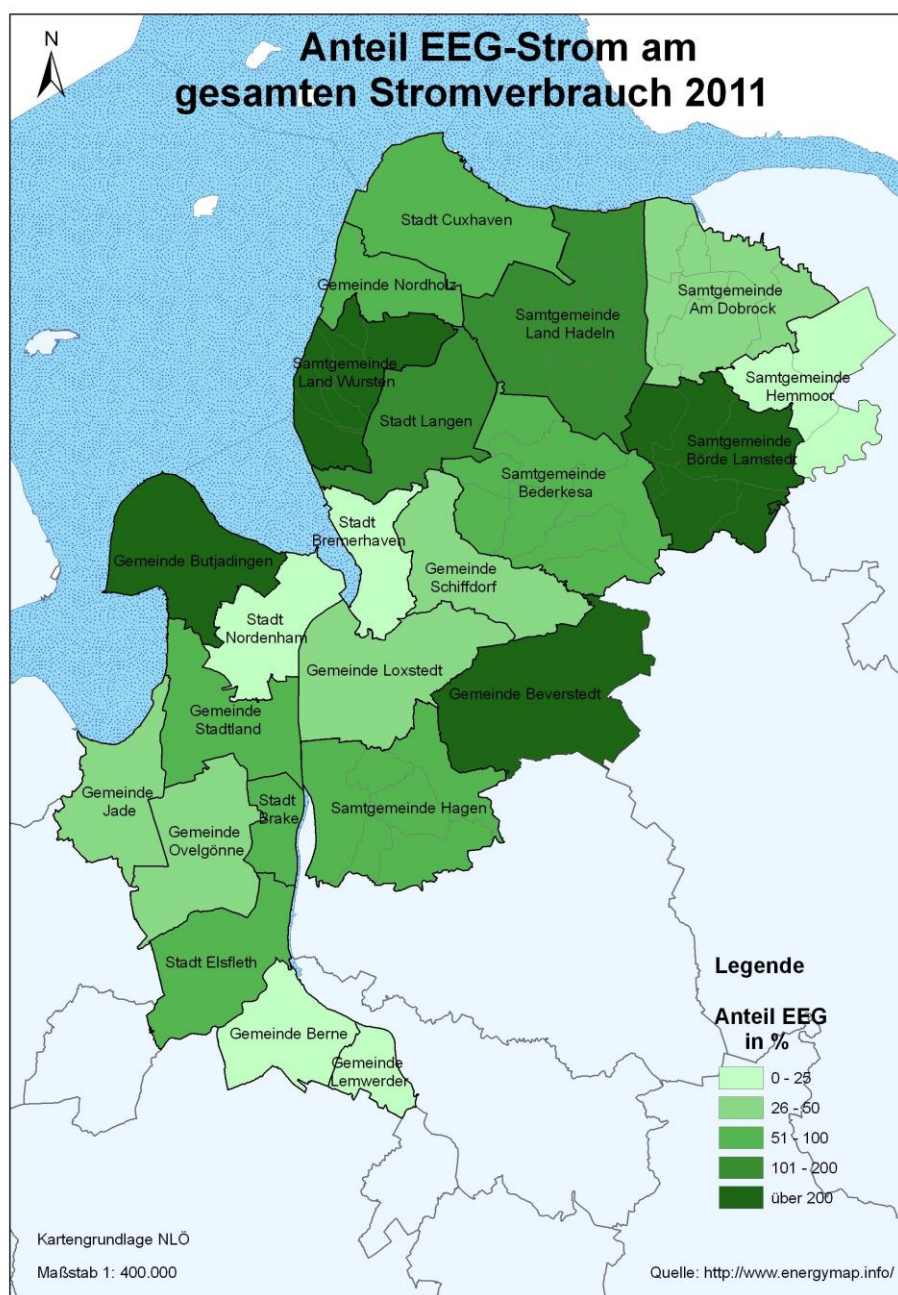 N
Anteil EEG-Strom am
gesamten Stromverbrauch 2011
Stadt Cuxhaven
Gemeinde Nordholz
Samtgemeinde
Am Dobrock
Samtgemeinde
Land Hadeln
Samtgemeinde
Land Wursten
Samtgemeinde
Hemmoor
Stadt Langen
Samtgemeinde
Börde Lamstedt
Samtgemeinde
Bederkesa
Stadt
Bremerhaven
Gemeinde Butjadingen
Gemeinde
Schiffdorf
Stadt
Nordenham
Gemeinde Loxstedt
Gemeinde Beverstedt
Gemeinde
Stadtland
Gemeinde
Jade
Stadt
Brake
Samtgemeinde Hagen
Gemeinde
Ovelgönne
Stadt Elsfleth
Gemeinde Berne
Gemeinde
Lemwerder
Legende
Anteil EEG
in %
0 - 25
26 - 50
51 - 100
101 - 200
über 200
Kartengrundlage NLÖ
Maßstab 1: 400.000
Quelle: http://www.energymap.info/